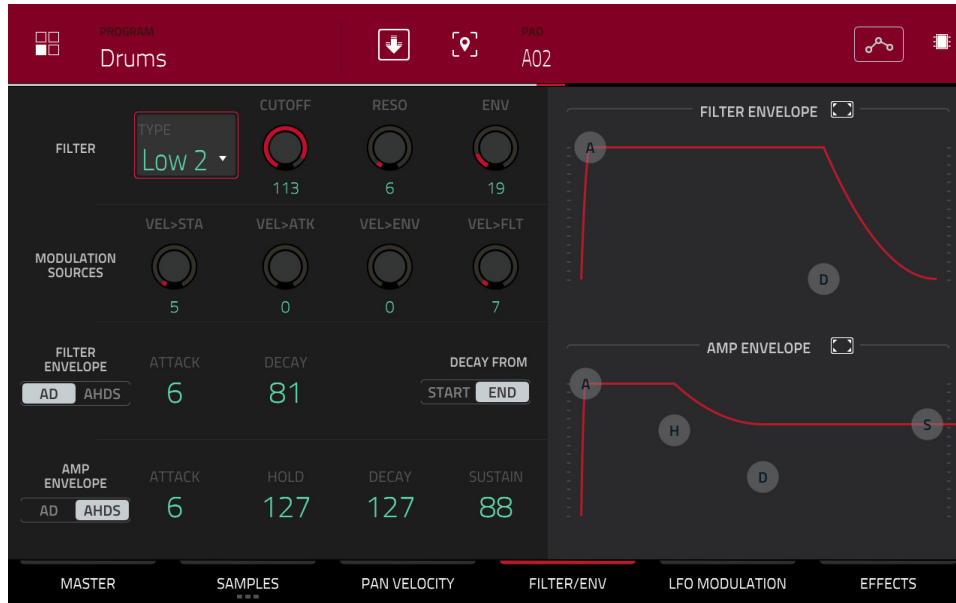 PROGRAM
Drums
PAD
A02
FILTER
TYPE
Low 2
CUTOFF
113
RESO
6
ENV
19
MODULATION
SOURCES
VEL>STA
5
VEL>ATK
0
VEL>ENV
0
VEL>FLT
7
FILTER
ENVELOPE
AD AHDS
ATTACK
6
DECAY
81
DECAY FROM
START END
AMP
ENVELOPE
AD AHDS
ATTACK
6
HOLD
127
DECAY
127
SUSTAIN
88
FILTER ENVELOPE
A
D
AMP ENVELOPE
A
H
D
S
MASTER SAMPLES PAN VELOCITY FILTER/ENV LFO MODULATION EFFECTS